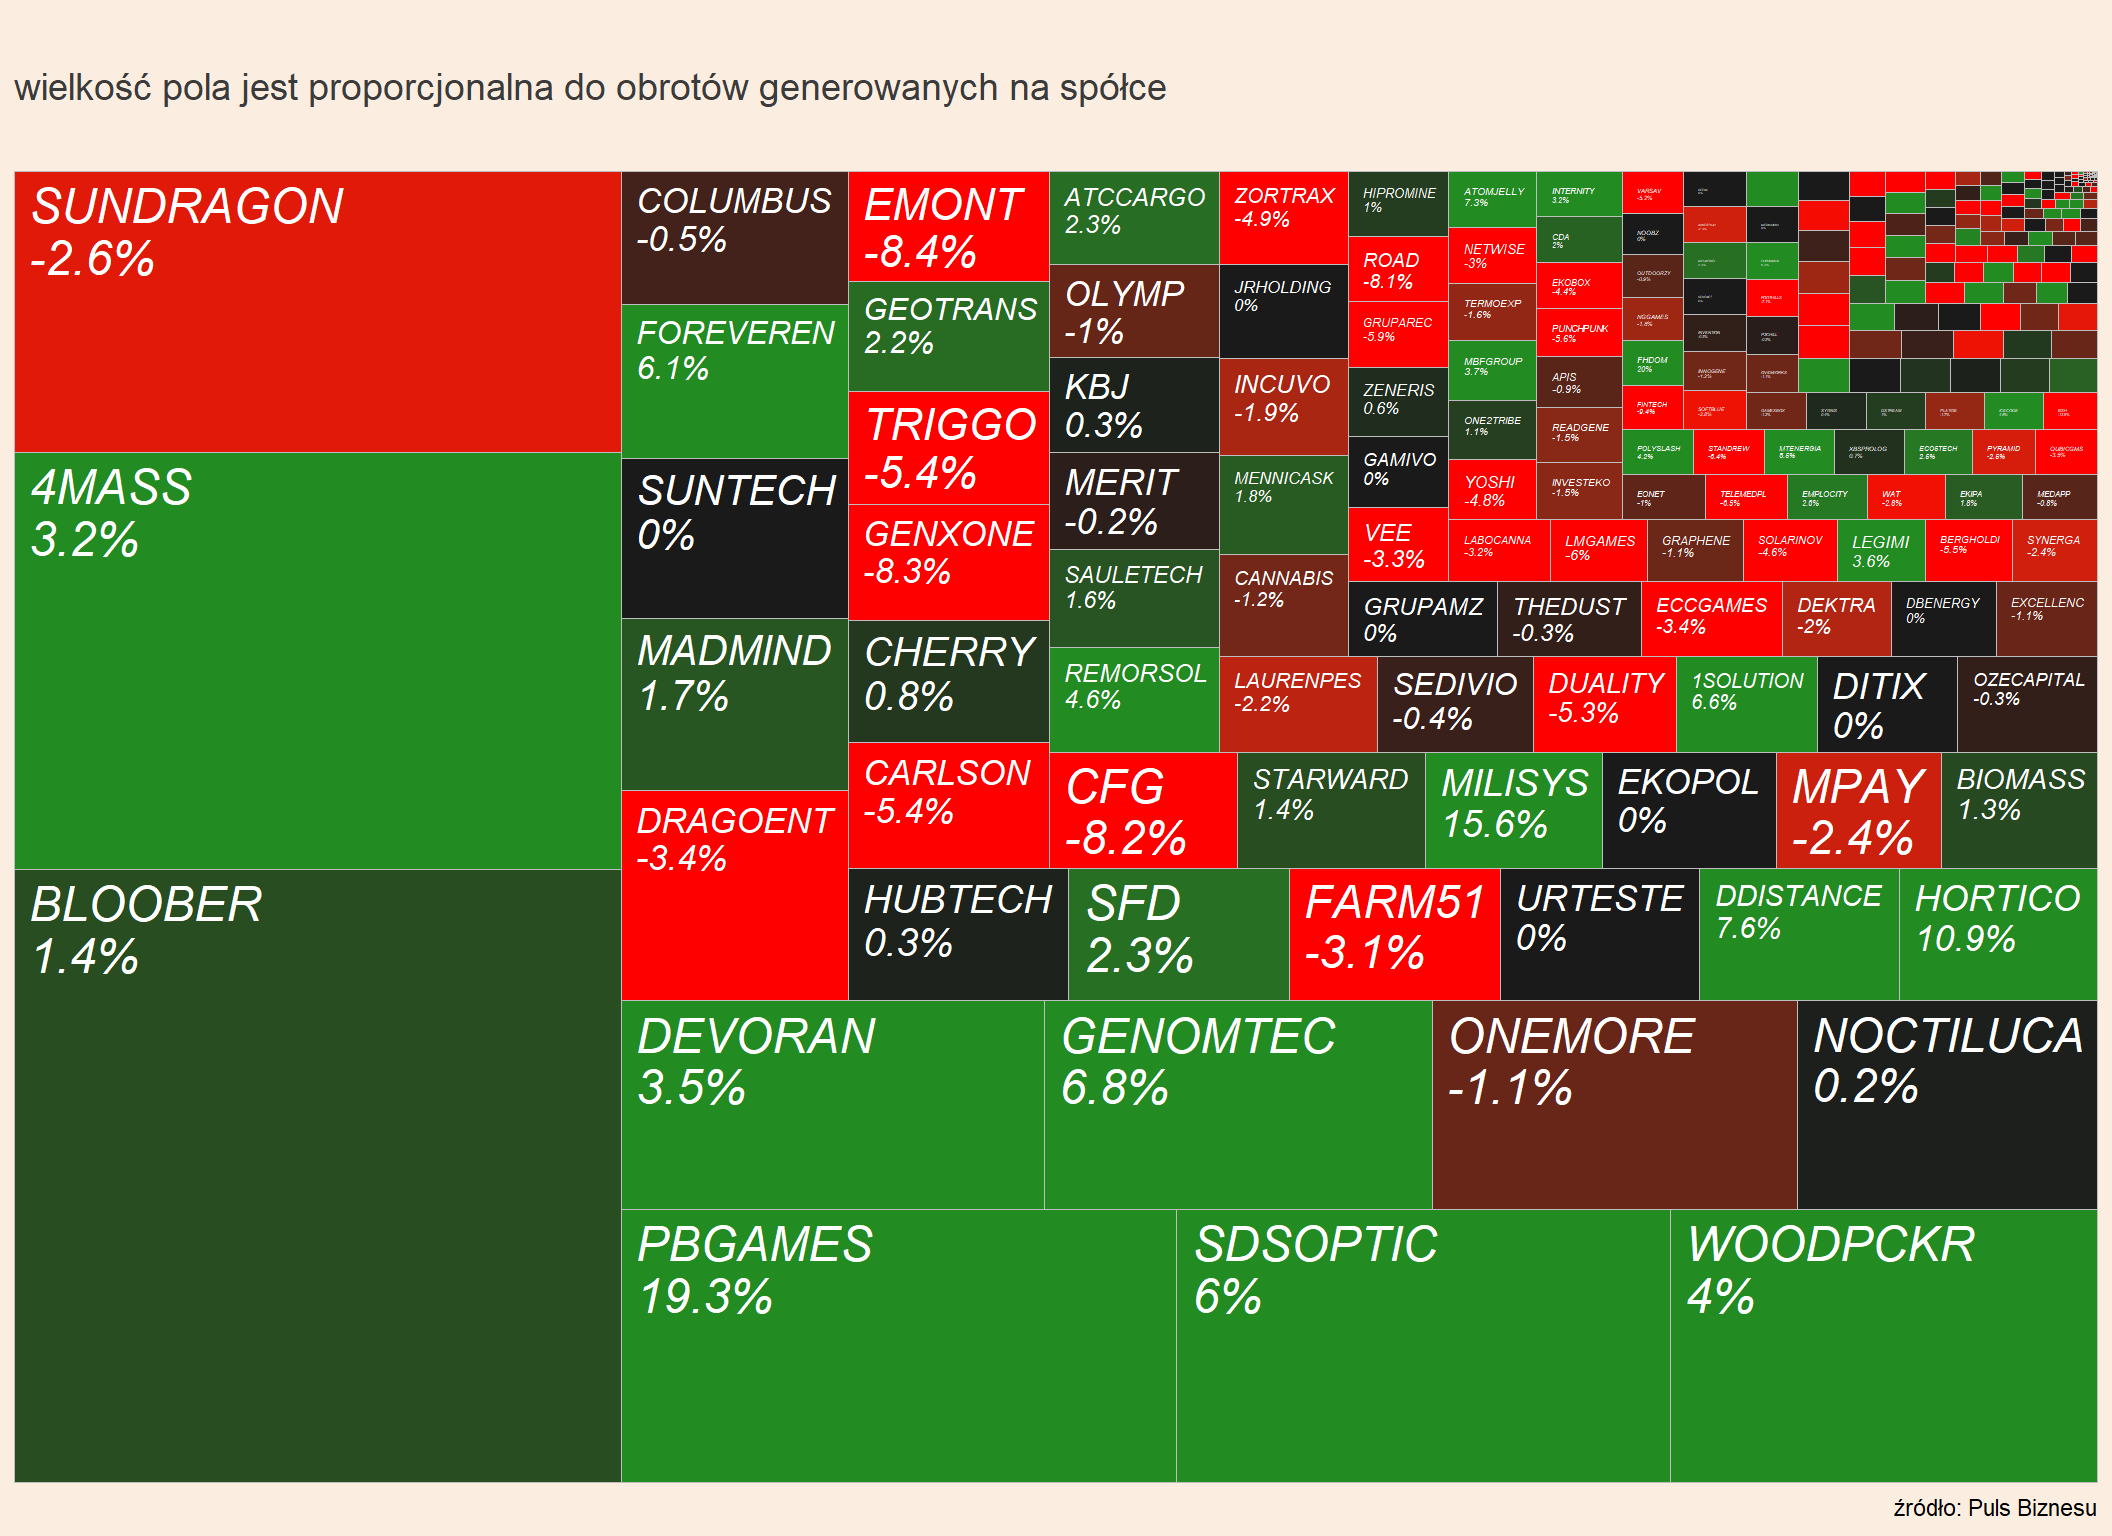 wielkość pola jest proporcjonalna do obrotów generowanych na spółce
SUNDRAGON
-2.6%
4MASS
3.2%
BLOOBER
1.4%
COLUMBUS
-0.5%
FOREVEREN
6.1%
SUNTECH
0%
MADMIND
1.7%
DRAGOENT
-3.4%
EMONT
-8.4%
GEOTRANS
2.2%
TRIGGO
-5.4%
GENXONE
-8.3%
CHERRY
0.8%
CARLSON
-5.4%
HUBTECH
0.3%
SFD
2.3%
FARM51
-3.1%
URTESTE
0%
DDISTANCE
7.6%
HORTICO
10.9%
DEVORAN
3.5%
GENOMTEC
6.8%
ONEMORE
-1.1%
NOCTILUCA
0.2%
PBGAMES
19.3%
SDSOPTIC
6%
WOODPCKR
4%
ATCCARGO
2.3%
OLYMP
-1%
KBJ
0.3%
MERIT
-0.2%
SAULETECH
1.6%
REMORSOL
4.6%
CFG
-8.2%
STARWARD
1.4%
MILISYS
15.6%
EKOPOL
0%
MPAY
-2.4%
BIOMASS
1.3%
ZORTRAX
-4.9%
JRHOLDING
0%
INCUVO
-1.9%
MENNICASK
1.8%
CANNABIS
-1.2%
LAURENPES
-2.2%
SEDIVIO
-0.4%
DUALITY
-5.3%
1SOLUTION
6.6%
DITIX
0%
OZECAPITAL
-0.3%
HIPROMINE
1%
ROAD
-8.1%
GRUPAREC
-5.9%
ZENERIS
0.6%
GAMIVO
0%
VEE
-3.3%
GRUPAMZ
0%
THEDUST
-0.3%
ECCGAMES
-3.4%
DEKTRA
-2%
DBENERGY
0%
EXCELLENC
-1.1%
ATOMJELLY
7.3%
NETWISE
-3%
TERMOEXP
-1.6%
MBFGROUP
3.7%
ONE2TRIBE
1.1%
YOSHI
-4.8%
LABOCANNA
-3.2%
LMGAMES
-6%
GRAPHENE
-1.1%
SOLARINOV
-4.6%
LEGIMI
3.6%
BERGHOLDI
-5.5%
SYNERGA
-2.4%
INTERNITY
3.2%
CDA
2%
EKOBOX
-4.4%
PUNCHPUNK
-5.6%
APIS
-0.9%
READGENE
-1.5%
INVESTEKO
-1.5%
EONET
-1%
TELEMEDPL
-6.5%
EMPLOCITY
2.6%
WAT
-2.8%
EKIPA
1.8%
MEDAPP
-0.8%
VARSAV
-5.2%
NOOBZ
0%
OUTDOORZY
-0.9%
NGGAMES
-1.8%
FHDOM
20%
FINTECH
-9.4%
POLYSLASH
4.2%
STANDREW
-6.4%
MTENERGIA
8.6%
XBSPROLOG
0.7%
ECO5TECH
2.6%
PYRAMID
-2.6%
QUBICGMS
-3.9%
źródło: Puls Biznesu